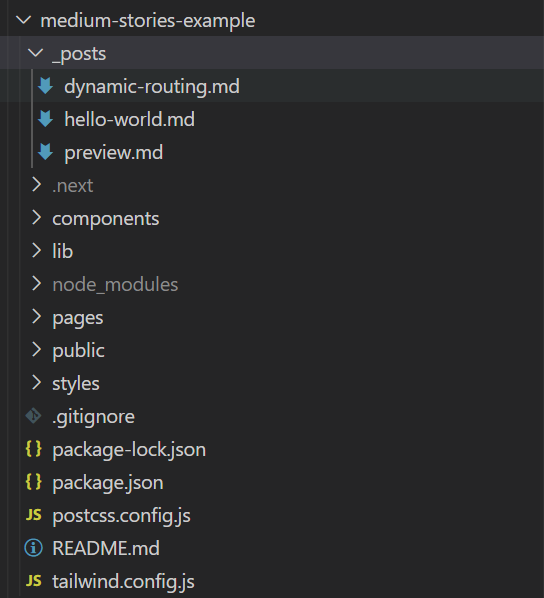 medium-stories-example
_posts
dynamic-routing.md
hello-world.md
preview.md
.next
components
lib
node_modules
pages
public
styles
.gitignore
{} package-lock.json
{} package.json
JS postcss.config.js
README.md
JS tailwind.config.js